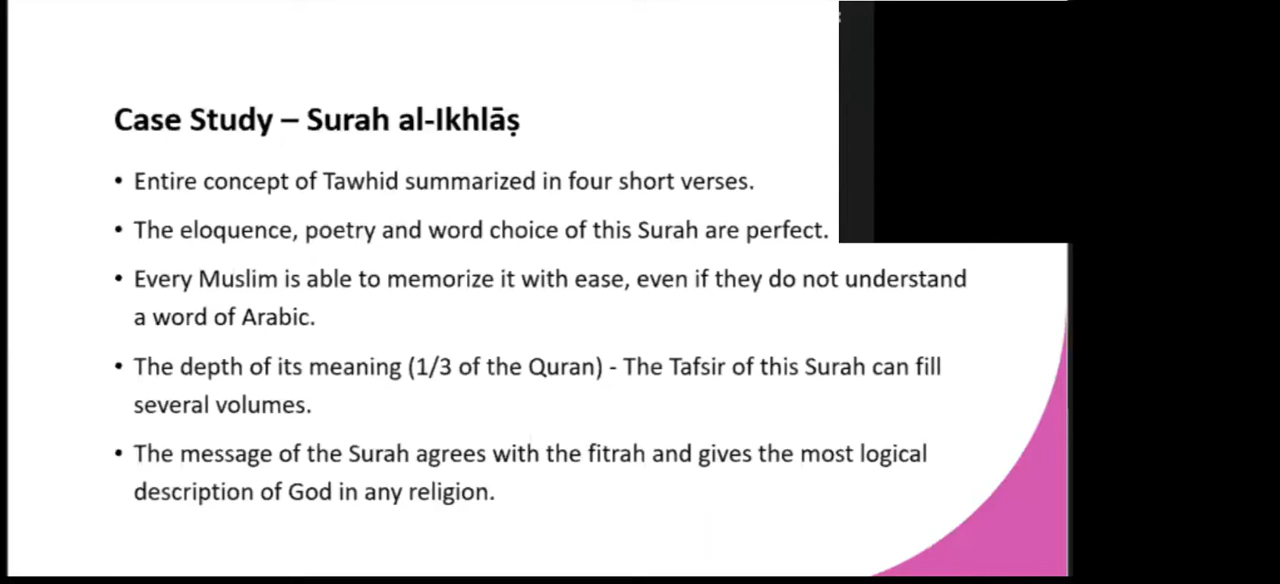 Case Study – Surah al-Ikhlāṣ
• Entire concept of Tawhid summarized in four short verses.
• The eloquence, poetry and word choice of this Surah are perfect.
• Every Muslim is able to memorize it with ease, even if they do not understand
a word of Arabic.
• The depth of its meaning (1/3 of the Quran) - The Tafsir of this Surah can fill
several volumes.
• The message of the Surah agrees with the fitrah and gives the most logical
description of God in any religion.